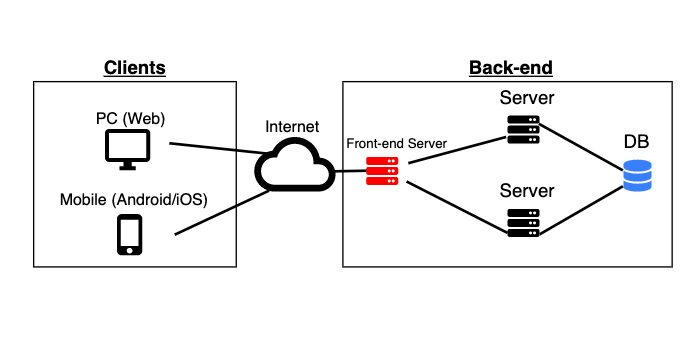 Clients
PC (Web)
Mobile (Android/iOS)
Internet
Back-end
Front-end Server
Server
Server
DB